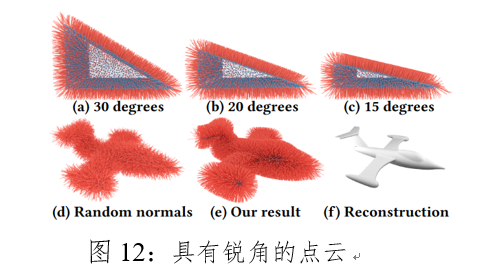 (a) 30 degrees (b) 20 degrees (c) 15 degrees
(d) Random normals (e) Our result (f) Reconstruction
图 12：具有锐角的点云